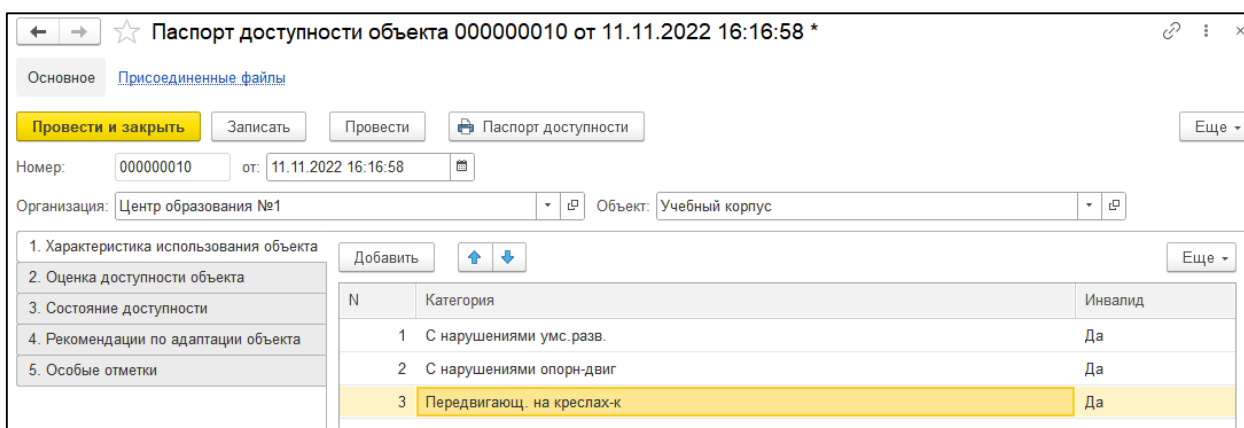 Паспорт доступности объекта 000000010 от 11.11.2022 16:16:58 *
Основное Присоединенные файлы
Провести и закрыть Записать Провести Паспорт доступности Еще
Номер: 000000010 от: 11.11.2022 16:16:58
Организация: Центр образования №1 Объект: Учебный корпус
1. Характеристика использования объекта
2. Оценка доступности объекта
3. Состояние доступности
4. Рекомендации по адаптации объекта
5. Особые отметки
Добавить Еще
N Категория Инвалид
1 С нарушениями умс.разв. Да
2 С нарушениями опорн-двиг Да
3 Передвигающ. на креслах-к Да